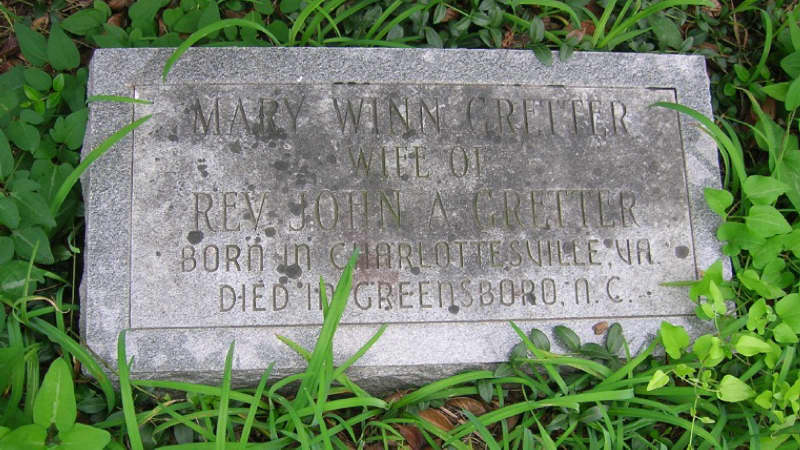 MARY WINN GRETTER
WIFE OF
REV. JOHN A. GRETTER
BORN IN CHARLOTTESVILLE, VA.
DIED IN GREENSBORO, N.C.